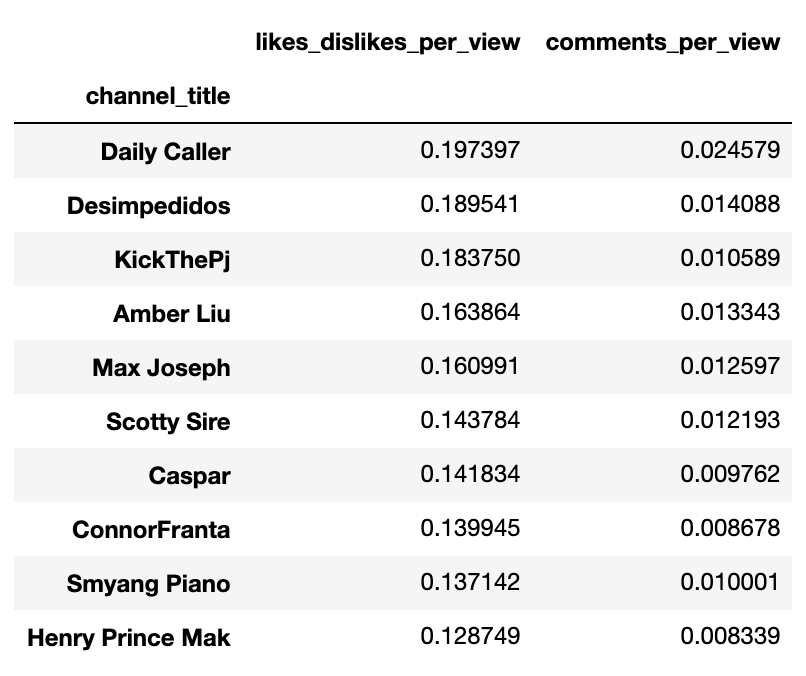 likes_dislikes_per_view comments_per_view
channel_title
Daily Caller 0.197397 0.024579
Desimpedidos 0.189541 0.014088
KickThePj 0.183750 0.010589
Amber Liu 0.163864 0.013343
Max Joseph 0.160991 0.012597
Scotty Sire 0.143784 0.012193
Caspar 0.141834 0.009762
ConnorFranta 0.139945 0.008678
Smyang Piano 0.137142 0.010001
Henry Prince Mak 0.128749 0.008339